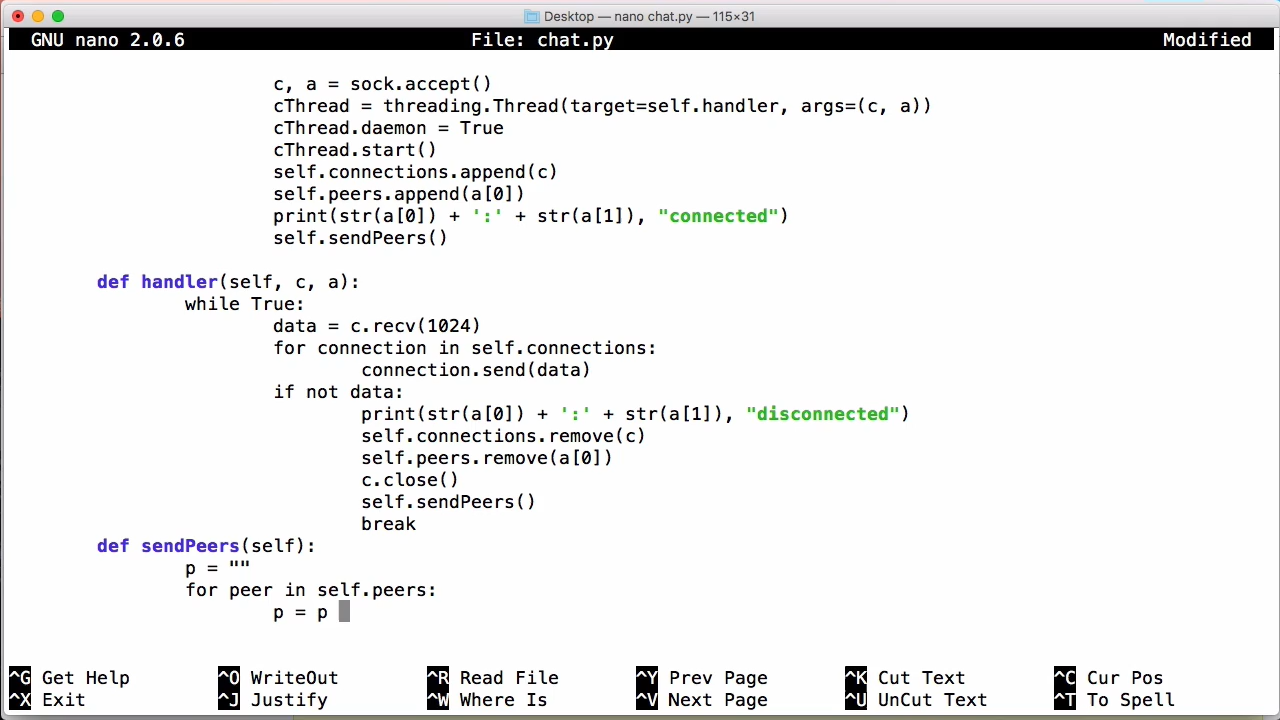 Desktop — nano chat.py — 115×31
GNU nano 2.0.6 File: chat.py Modified
c, a = sock.accept()
cThread = threading.Thread(target=self.handler, args=(c, a))
cThread.daemon = True
cThread.start()
self.connections.append(c)
self.peers.append(a[0])
print(str(a[0]) + ':' + str(a[1]), "connected")
self.sendPeers()
def handler(self, c, a):
while True:
data = c.recv(1024)
for connection in self.connections:
connection.send(data)
if not data:
print(str(a[0]) + ':' + str(a[1]), "disconnected")
self.connections.remove(c)
self.peers.remove(a[0])
c.close()
self.sendPeers()
break
def sendPeers(self):
p = ""
for peer in self.peers:
p = p
^G Get Help ^O WriteOut ^R Read File ^Y Prev Page ^K Cut Text ^C Cur Pos
^X Exit ^J Justify ^W Where Is ^V Next Page ^U UnCut Text ^T To Spell